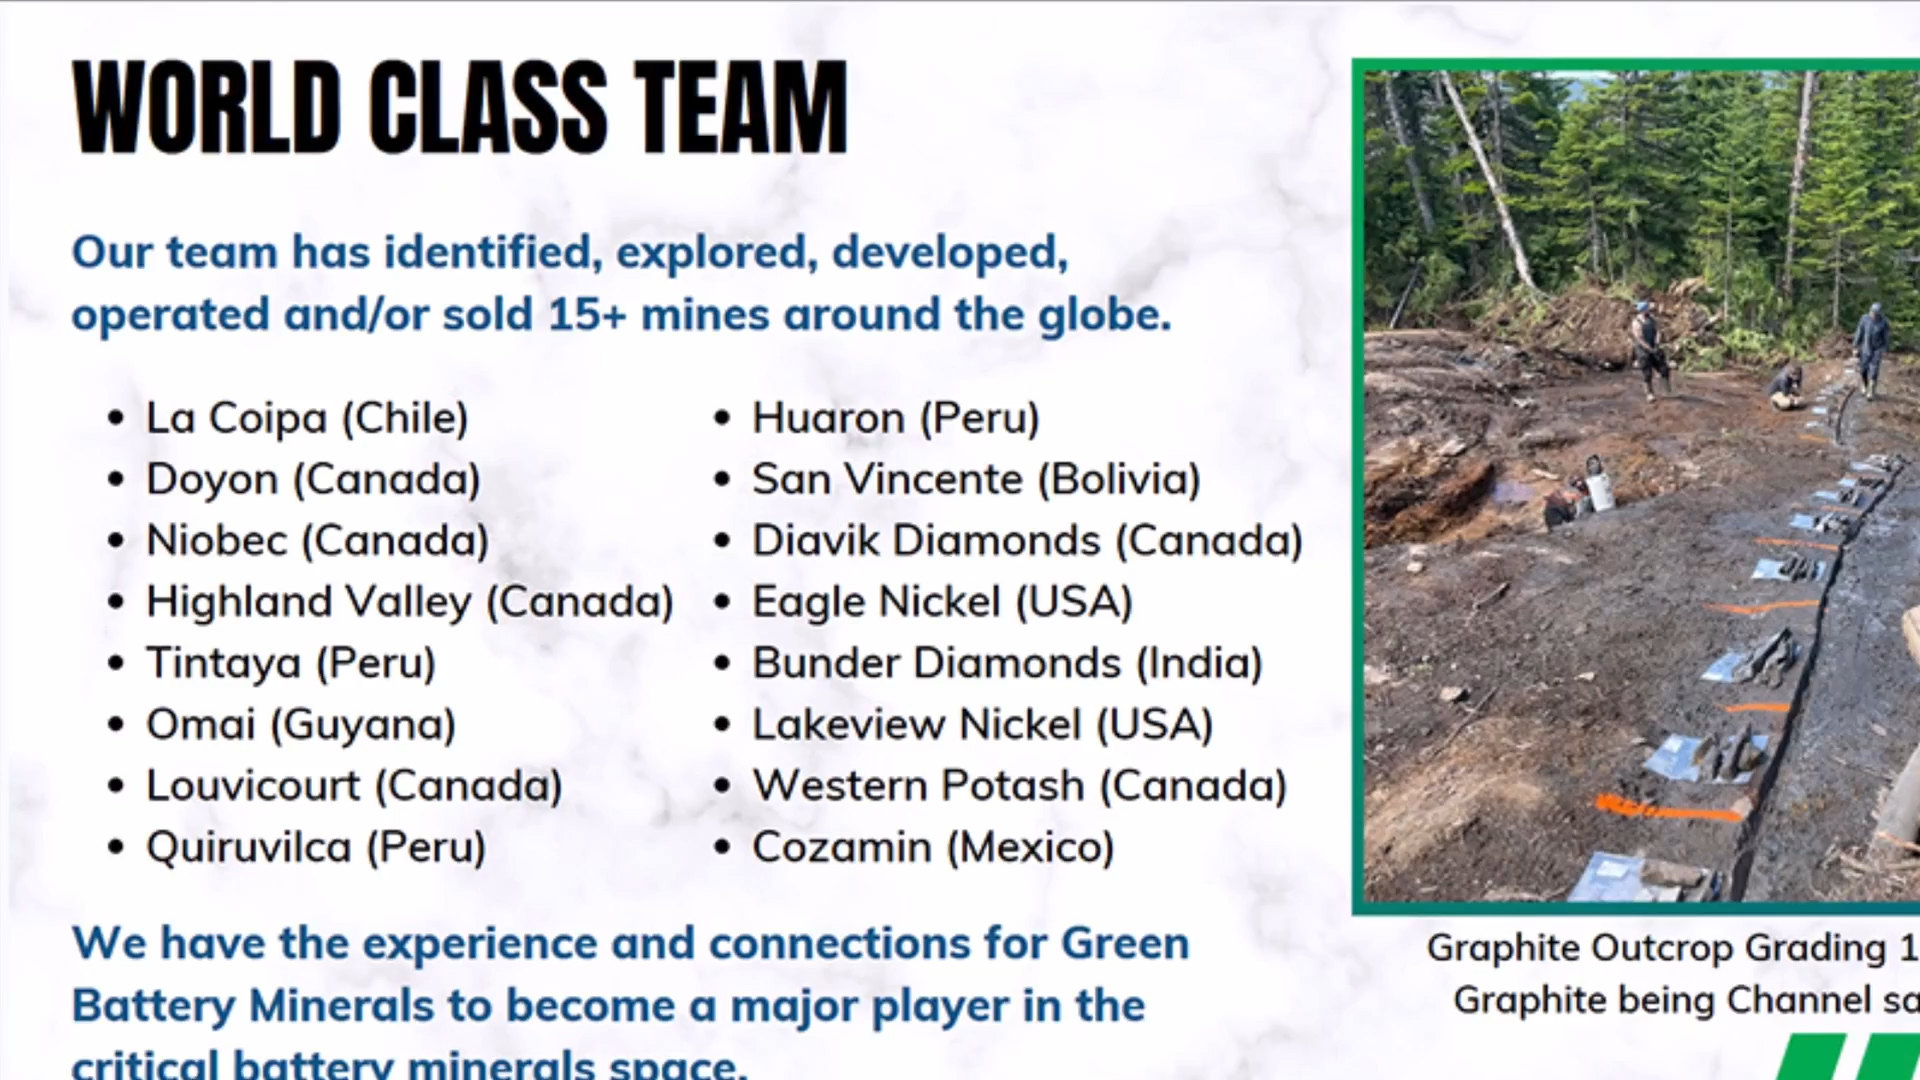 WORLD CLASS TEAM
Our team has identified, explored, developed,
operated and/or sold 15+ mines around the globe.
• La Coipa (Chile)
• Doyon (Canada)
• Niobec (Canada)
• Highland Valley (Canada)
• Tintaya (Peru)
• Omai (Guyana)
• Louvicourt (Canada)
• Quiruvilca (Peru)
• Huaron (Peru)
• San Vincente (Bolivia)
• Diavik Diamonds (Canada)
• Eagle Nickel (USA)
• Bunder Diamonds (India)
• Lakeview Nickel (USA)
• Western Potash (Canada)
• Cozamin (Mexico)
We have the experience and connections for Green
Battery Minerals to become a major player in the
critical battery minerals space.
Graphite Outcrop Grading 1
Graphite being Channel sa